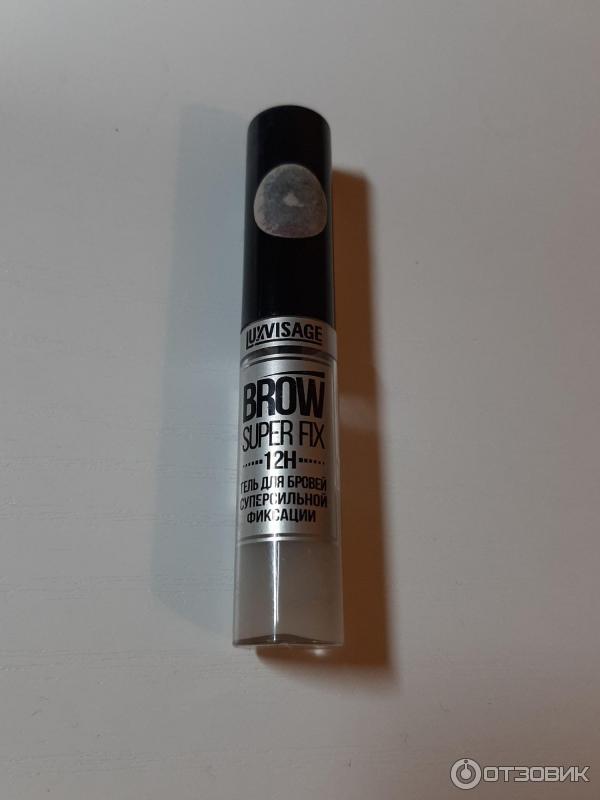 LUXVISAGE
BROW
SUPER FIX
12H
ГЕЛЬ ДЛЯ БРОВЕЙ
СУПЕРСИЛЬНОЙ
ФИКСАЦИИ
ОТЗОВИК